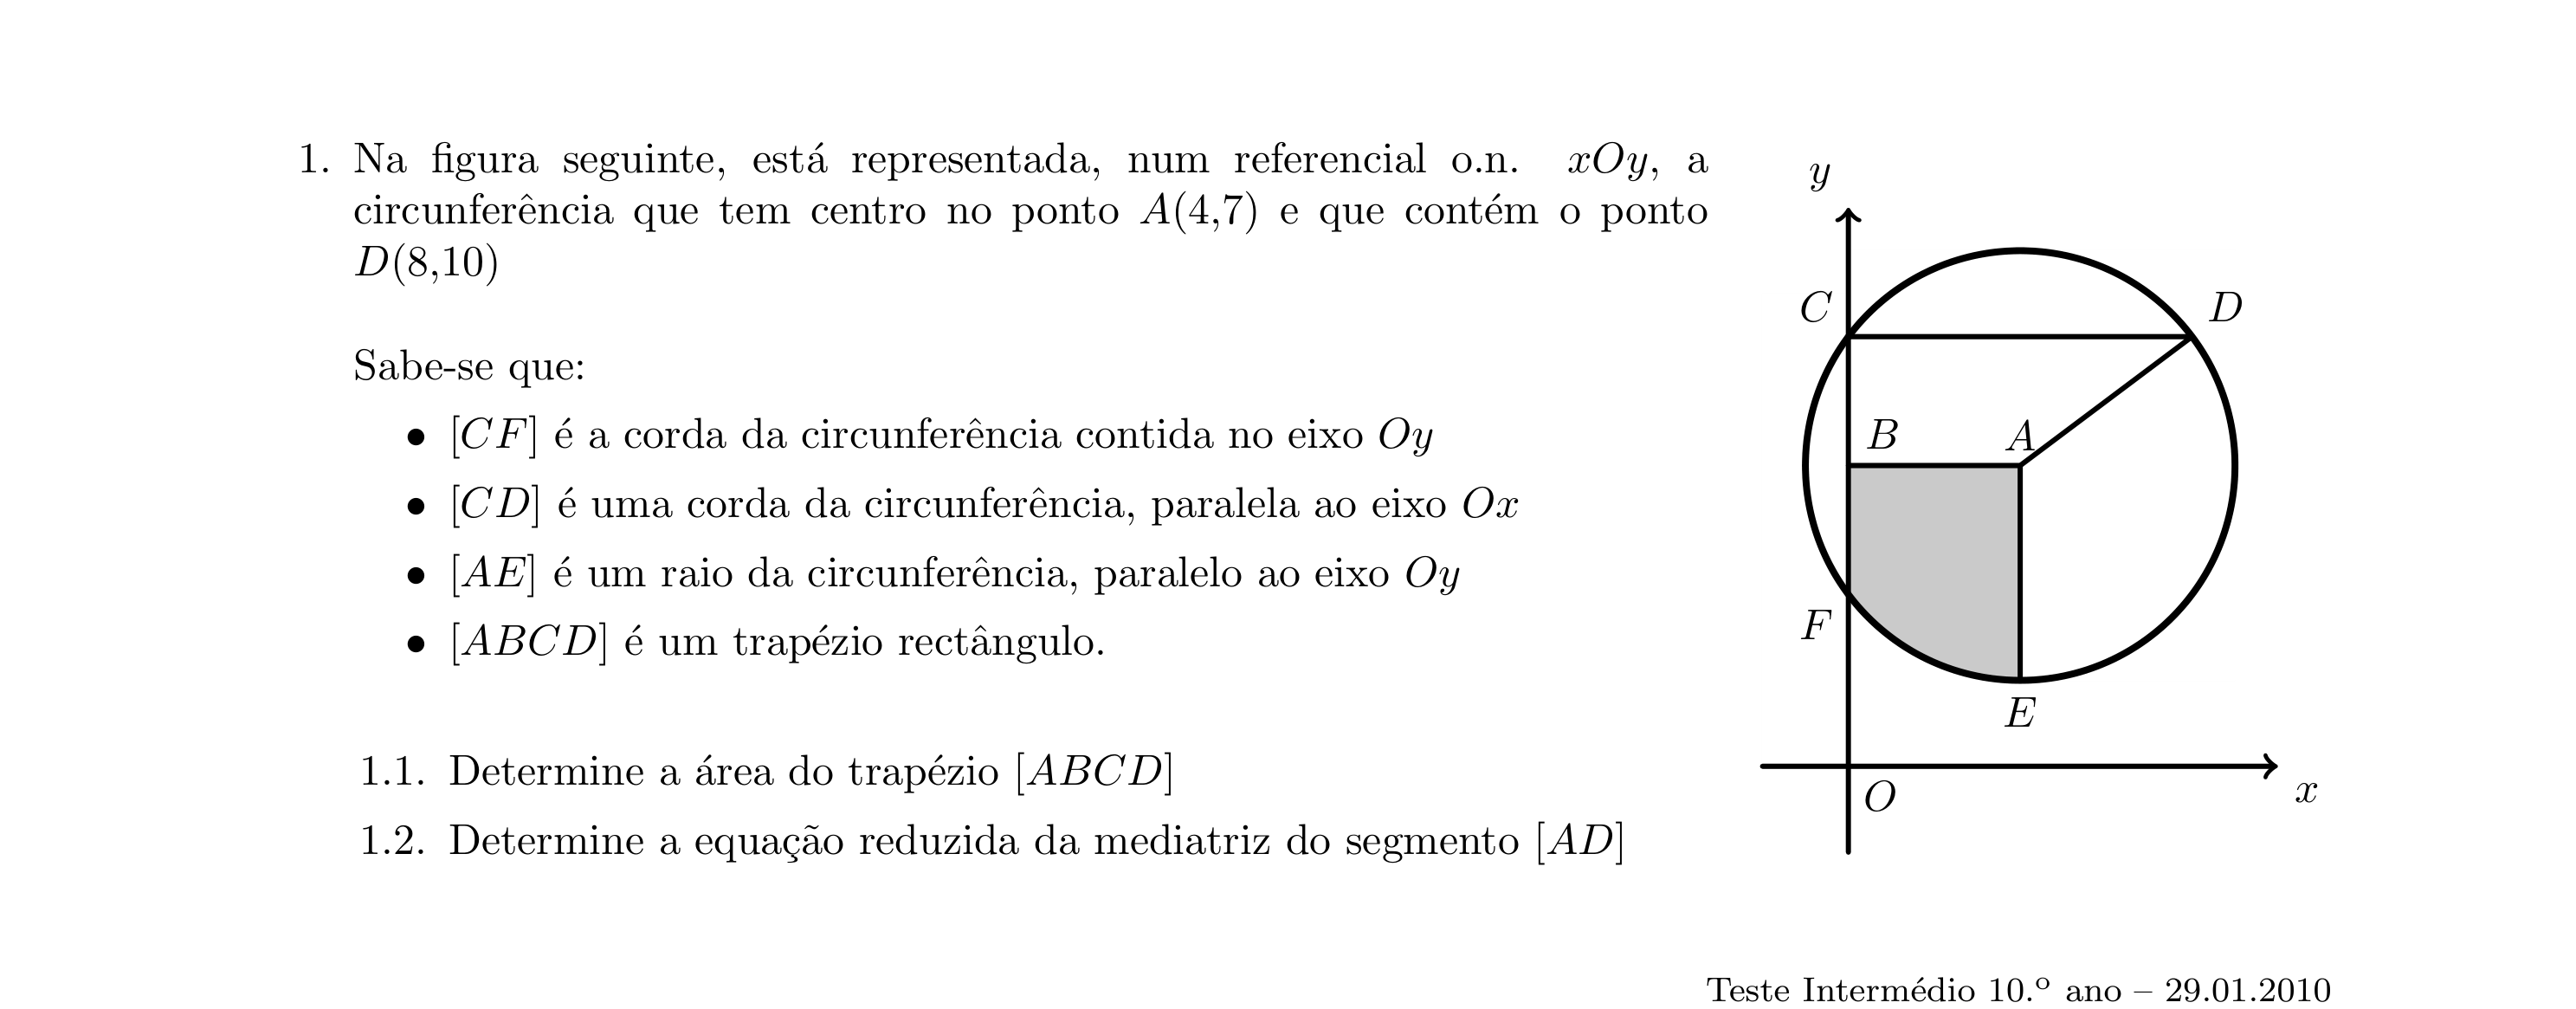 1. Na figura seguinte, está representada, num referencial o.n. xOy, a
circunferência que tem centro no ponto A(4,7) e que contém o ponto
D(8,10)
Sabe-se que:
• [CF] é a corda da circunferência contida no eixo Oy
• [CD] é uma corda da circunferência, paralela ao eixo Ox
• [AE] é um raio da circunferência, paralelo ao eixo Oy
• [ABCD] é um trapézio rectângulo.
1.1. Determine a área do trapézio [ABCD]
1.2. Determine a equação reduzida da mediatriz do segmento [AD]
y
C
D
B
A
F
E
O
x
Teste Intermédio 10.º ano – 29.01.2010